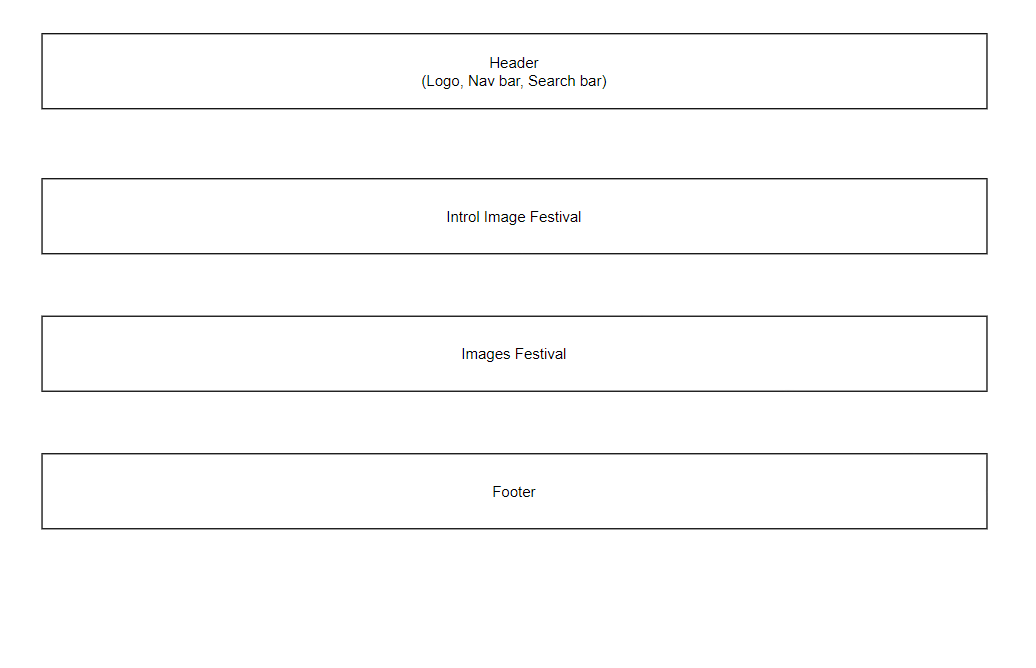 Header
(Logo, Nav bar, Search bar)
Introl Image Festival
Images Festival
Footer